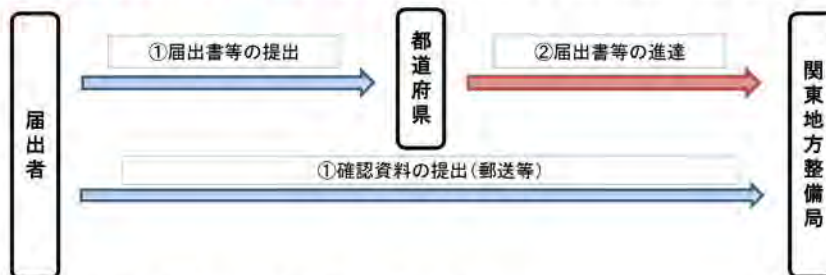 届出者
①届出書等の提出
都道府県
②届出書等の進達
①確認資料の提出(郵送等)
関東地方整備局